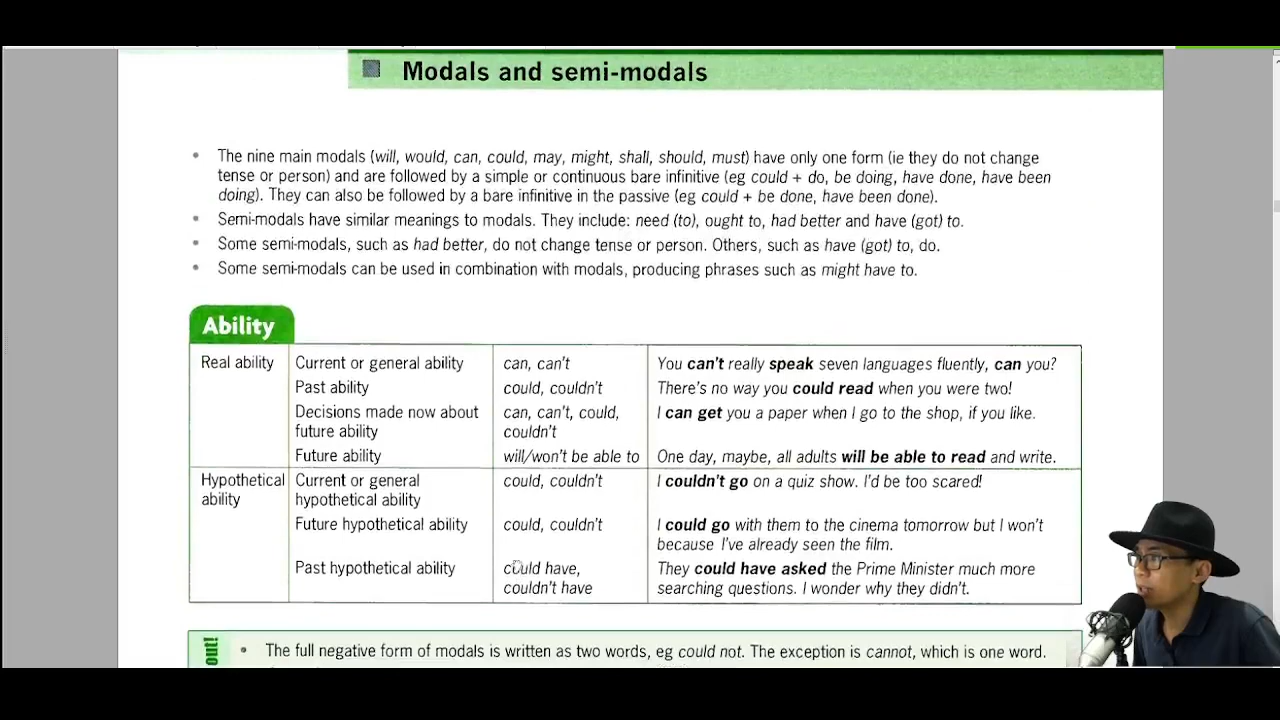 Modals and semi-modals
• The nine main modals (will, would, can, could, may, might, shall, should, must) have only one form (ie they do not change
tense or person) and are followed by a simple or continuous bare infinitive (eg could + do, be doing, have done, have been
doing). They can also be followed by a bare infinitive in the passive (eg could + be done, have been done).
• Semi-modals have similar meanings to modals. They include: need (to), ought to, had better and have (got) to.
• Some semi-modals, such as had better, do not change tense or person. Others, such as have (got) to, do.
• Some semi-modals can be used in combination with modals, producing phrases such as might have to.
Ability
Real ability Current or general ability can, can't You can't really speak seven languages fluently, can you?
Past ability could, couldn't There's no way you could read when you were two!
Decisions made now about can, can't, could, I can get you a paper when I go to the shop, if you like.
future ability couldn't
Future ability will/won't be able to One day, maybe, all adults will be able to read and write.
Hypothetical Current or general could, couldn't I couldn't go on a quiz show. I'd be too scared!
ability hypothetical ability
Future hypothetical ability could, couldn't I could go with them to the cinema tomorrow but I won't
because I've already seen the film.
Past hypothetical ability could have, They could have asked the Prime Minister much more
couldn't have searching questions. I wonder why they didn't.
out! • The full negative form of modals is written as two words, eg could not. The exception is cannot, which is one word.